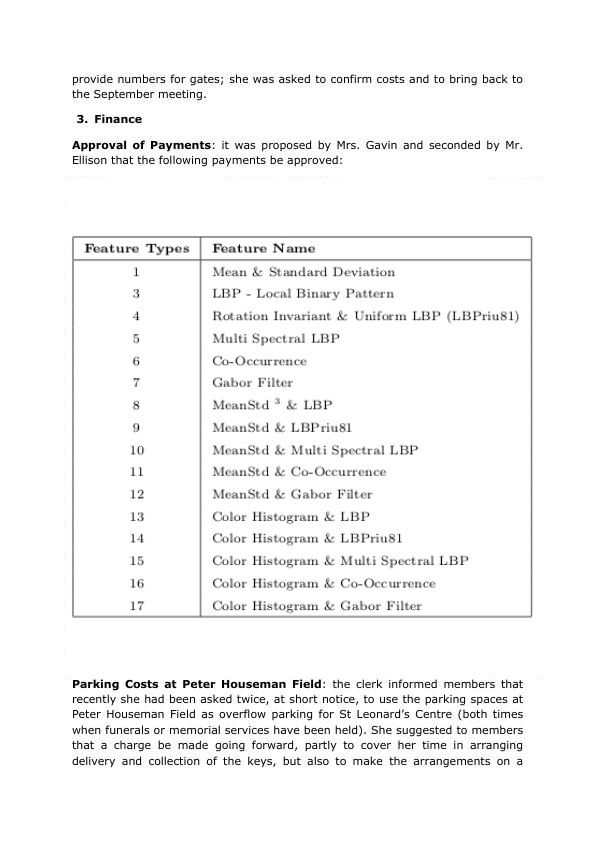 provide numbers for gates; she was asked to confirm costs and to bring back to
the September meeting.
3. Finance
Approval of Payments: it was proposed by Mrs. Gavin and seconded by Mr.
Ellison that the following payments be approved:
Feature Types Feature Name
1 Mean & Standard Deviation
3 LBP - Local Binary Pattern
4 Rotation Invariant & Uniform LBP (LBPriu81)
5 Multi Spectral LBP
6 Co-Occurrence
7 Gabor Filter
8 MeanStd 3 & LBP
9 MeanStd & LBPriu81
10 MeanStd & Multi Spectral LBP
11 MeanStd & Co-Occurrence
12 MeanStd & Gabor Filter
13 Color Histogram & LBP
14 Color Histogram & LBPriu81
15 Color Histogram & Multi Spectral LBP
16 Color Histogram & Co-Occurrence
17 Color Histogram & Gabor Filter
Parking Costs at Peter Houseman Field: the clerk informed members that
recently she had been asked twice, at short notice, to use the parking spaces at
Peter Houseman Field as overflow parking for St Leonard’s Centre (both times
when funerals or memorial services have been held). She suggested to members
that a charge be made going forward, partly to cover her time in arranging
delivery and collection of the keys, but also to make the arrangements on a